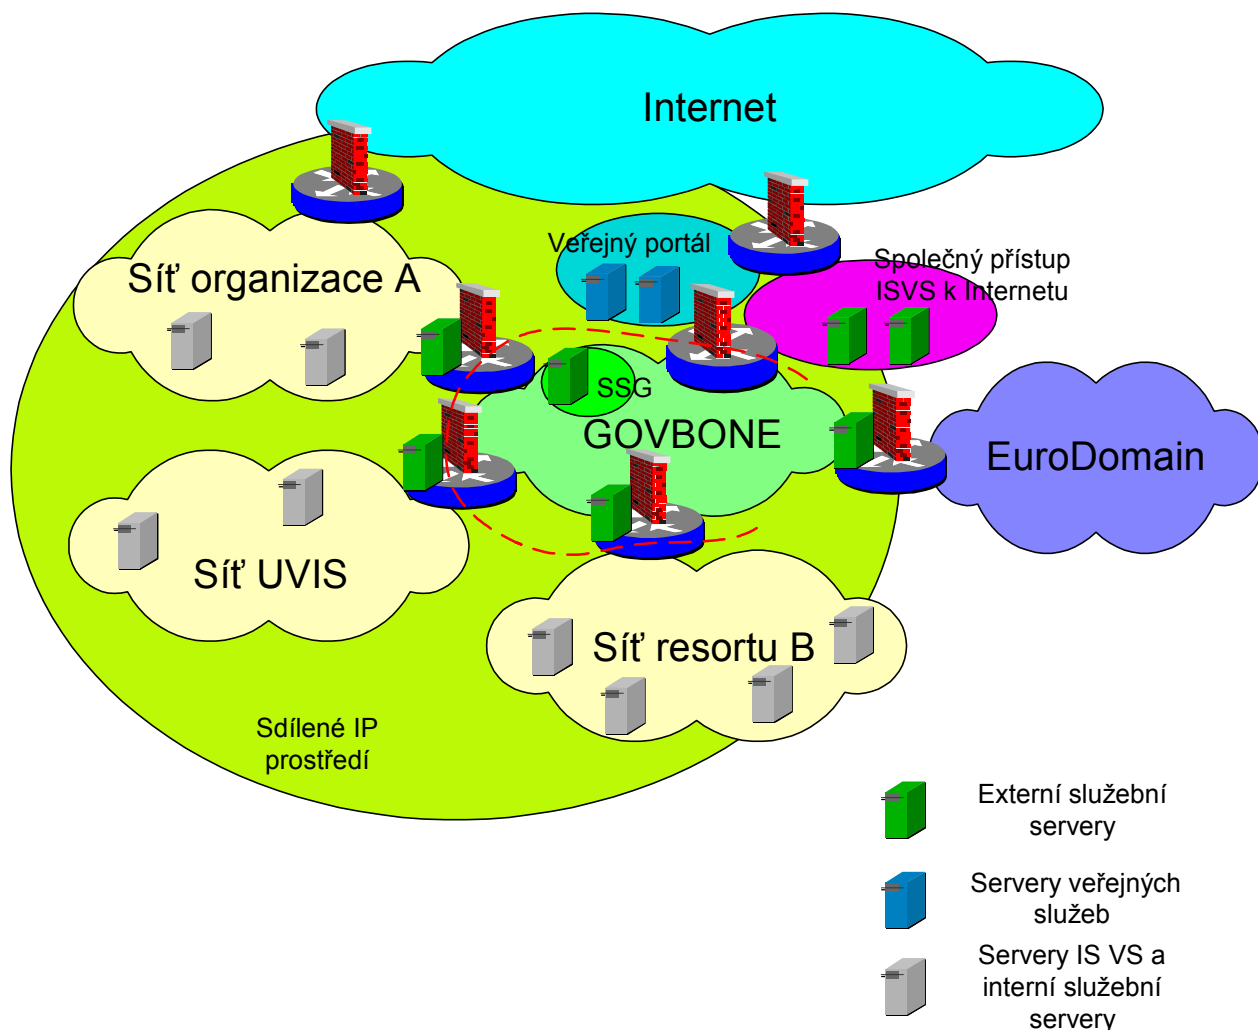 Internet
Veřejný portál
Společný přístup
ISVS k Internetu
Síť organizace A
SSG
GOVBONE
EuroDomain
Síť UVIS
Síť resortu B
Sdílené IP
prostředí
Externí služební
servery
Servery veřejných
služeb
Servery IS VS a
interní služební
servery